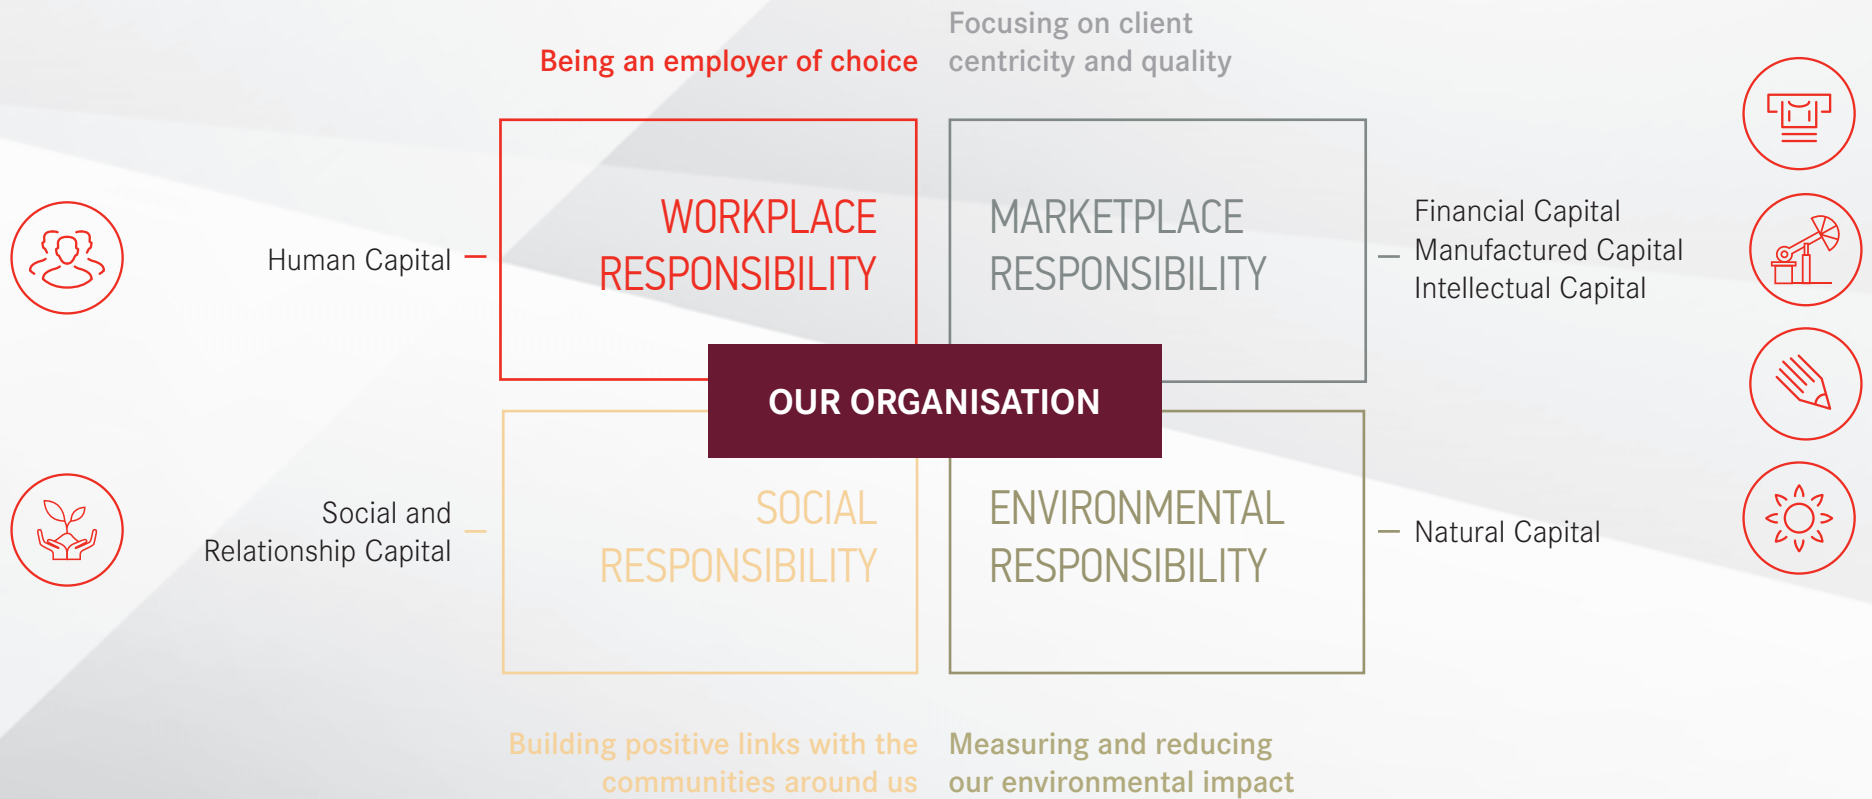 Being an employer of choice
Focusing on client
centricity and quality
WORKPLACE
RESPONSIBILITY
MARKETPLACE
RESPONSIBILITY
Human Capital
Financial Capital
Manufactured Capital
Intellectual Capital
OUR ORGANISATION
SOCIAL
RESPONSIBILITY
ENVIRONMENTAL
RESPONSIBILITY
Social and
Relationship Capital
Natural Capital
Building positive links with the
communities around us
Measuring and reducing
our environmental impact